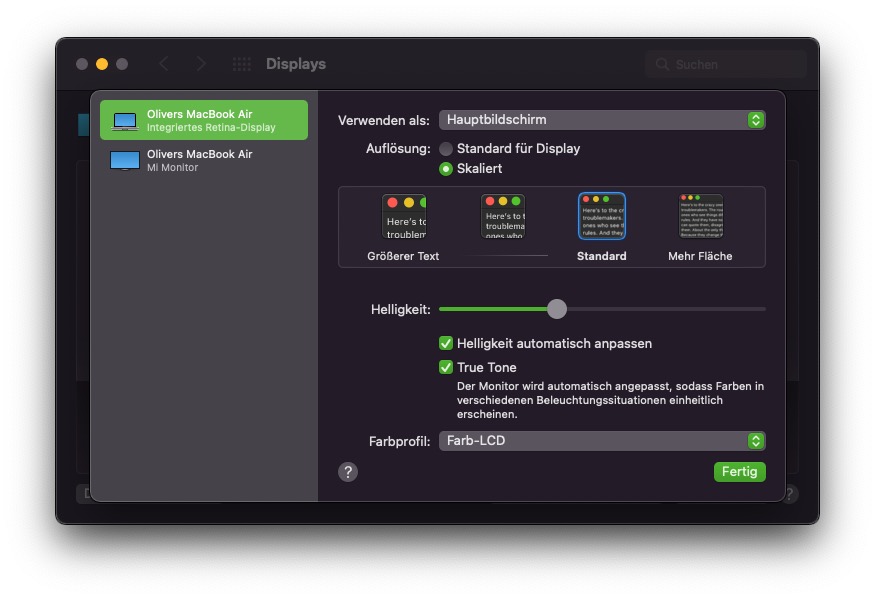 Displays
Suchen
Olivers MacBook Air
Integriertes Retina-Display
Olivers MacBook Air
MI Monitor
Verwenden als: Hauptbildschirm
Auflösung: Standard für Display
Skaliert
Here's to
troublem
Here's to t
troublema
ones who
Here's to the cr
troublemakers.
ones who see t
rules. And they
Größerer Text
Standard
Mehr Fläche
Helligkeit:
Helligkeit automatisch anpassen
True Tone
Der Monitor wird automatisch angepasst, sodass Farben in
verschiedenen Beleuchtungssituationen einheitlich
erscheinen.
Farbprofil: Farb-LCD
?
Fertig
?